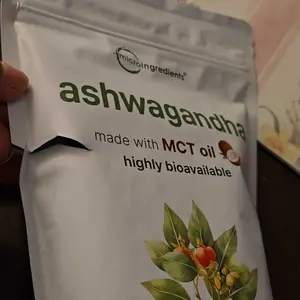 microingredients
ashwagandha
made with MCT oil
highly bioavailable